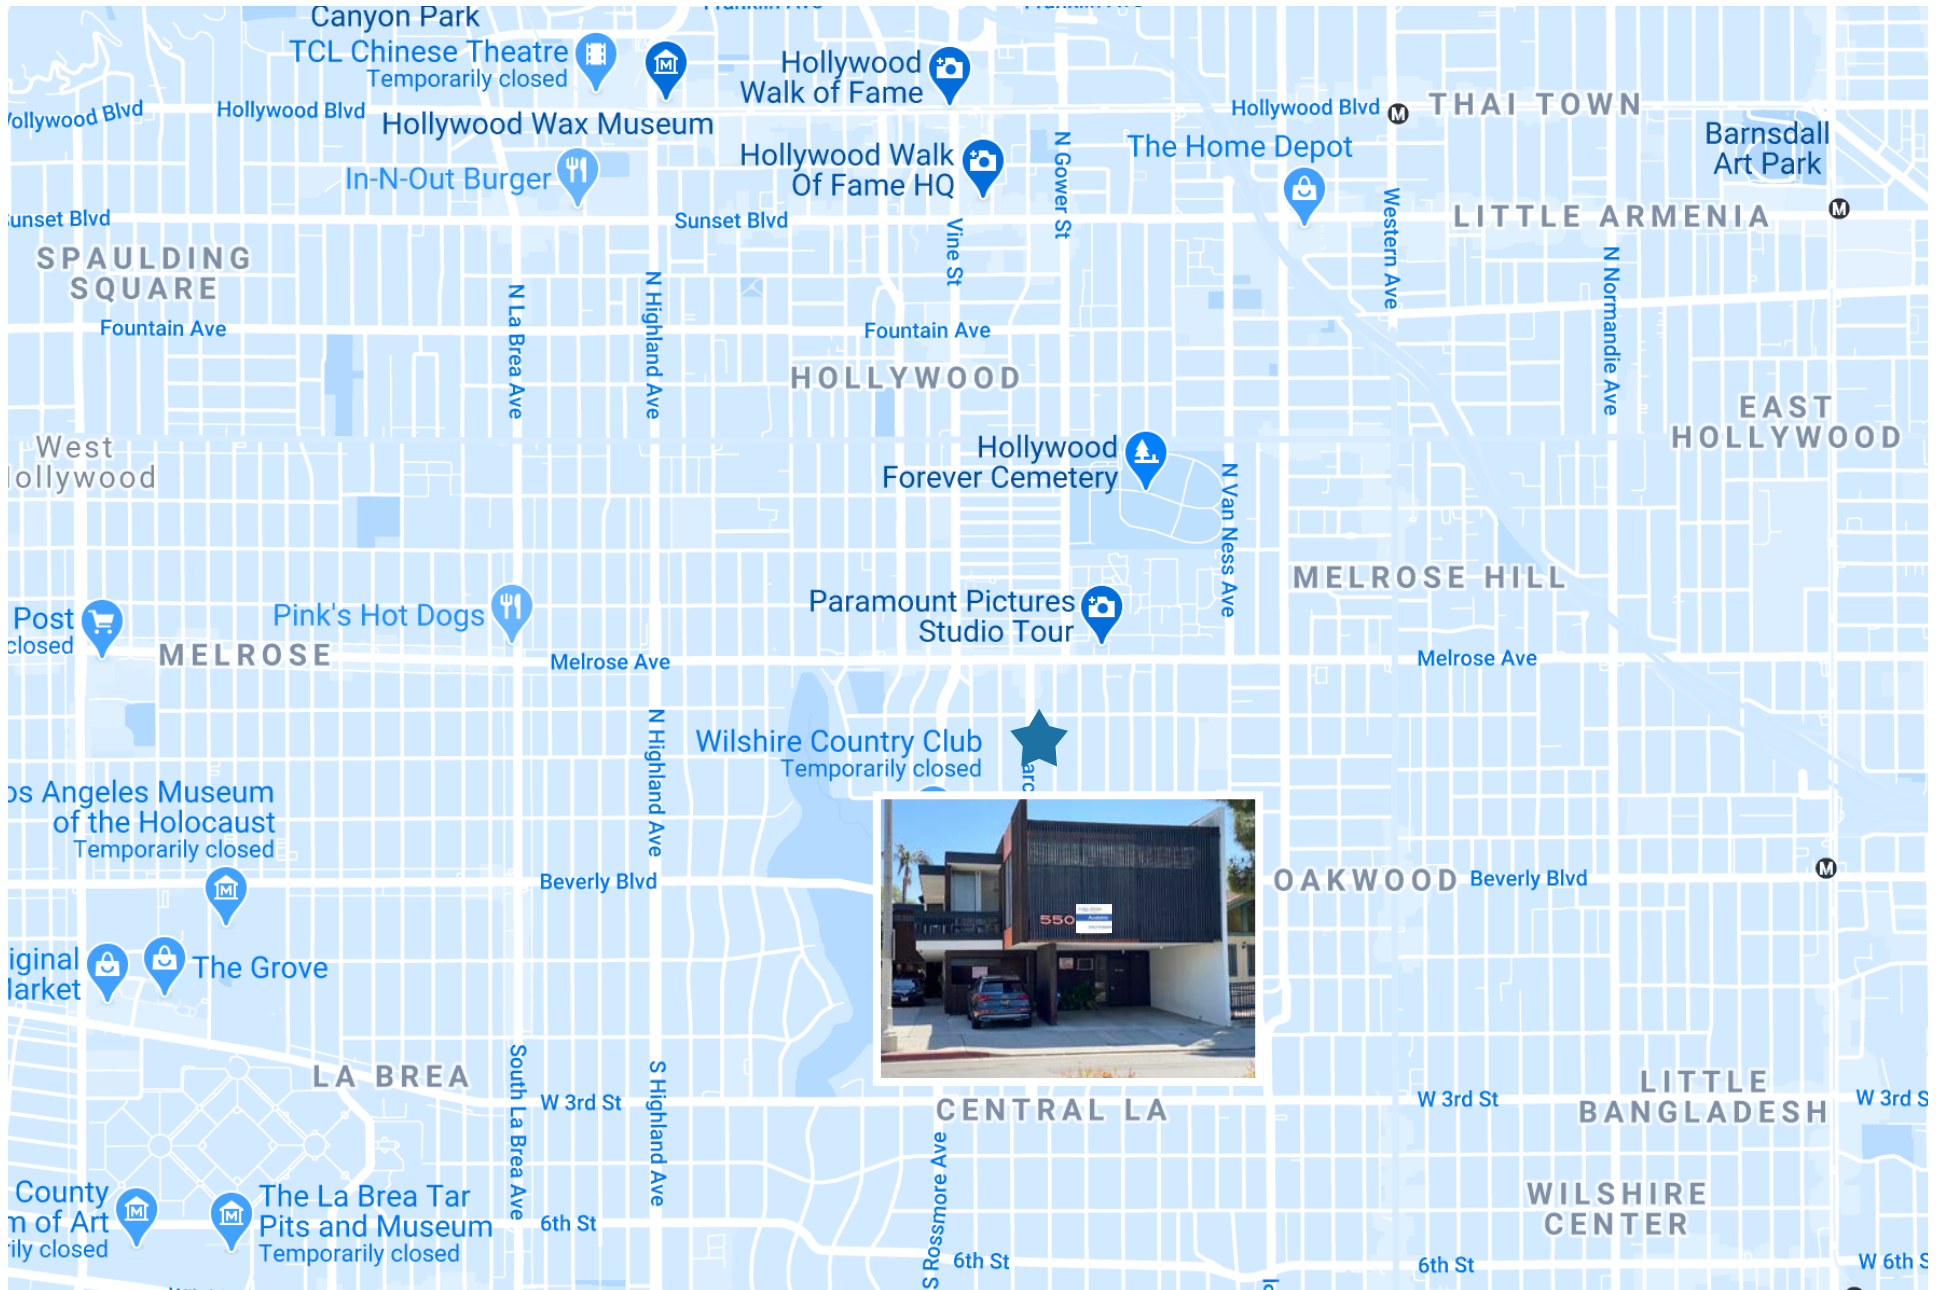 Canyon Park
TCL Chinese Theatre
Temporarily closed
Hollywood
Walk of Fame
Hollywood Blvd
Hollywood Blvd
Hollywood Wax Museum
Hollywood Blvd
THAI TOWN
Barnsdall
Art Park
The Home Depot
Hollywood Walk
Of Fame HQ
N Gower St
In-N-Out Burger
Sunset Blvd
Sunset Blvd
Vine St
Western Ave
LITTLE ARMENIA
SPAULDING
SQUARE
N La Brea Ave
N Highland Ave
N Normandie Ave
Fountain Ave
Fountain Ave
HOLLYWOOD
EAST
HOLLYWOOD
West
Hollywood
Hollywood
Forever Cemetery
N Van Ness Ave
MELROSE HILL
Post
closed
Pink's Hot Dogs
Paramount Pictures
Studio Tour
MELROSE
Melrose Ave
Melrose Ave
N Highland Ave
Wilshire Country Club
Temporarily closed
arc
os Angeles Museum
of the Holocaust
Temporarily closed
Beverly Blvd
OAKWOOD
Beverly Blvd
550
iginal
Market
The Grove
LA BREA
South La Brea Ave
S Highland Ave
W 3rd St
CENTRAL LA
W 3rd St
LITTLE
BANGLADESH
W 3rd S
S Rossmore Ave
County
m of Art
rily closed
The La Brea Tar
Pits and Museum
Temporarily closed
6th St
6th St
WILSHIRE
CENTER
6th St
W 6th S